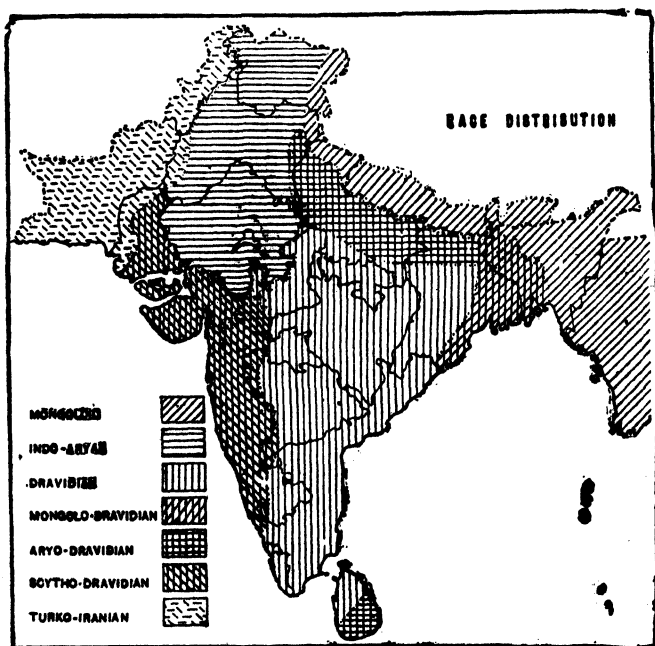 RACE DISTRIBUTION
MONGOLOID
INDO-ARYAN
DRAVIDIAN
MONGOLO-DRAVIDIAN
ARYO-DRAVIDIAN
SCYTHO-DRAVIDIAN
TURKO-IRANIAN